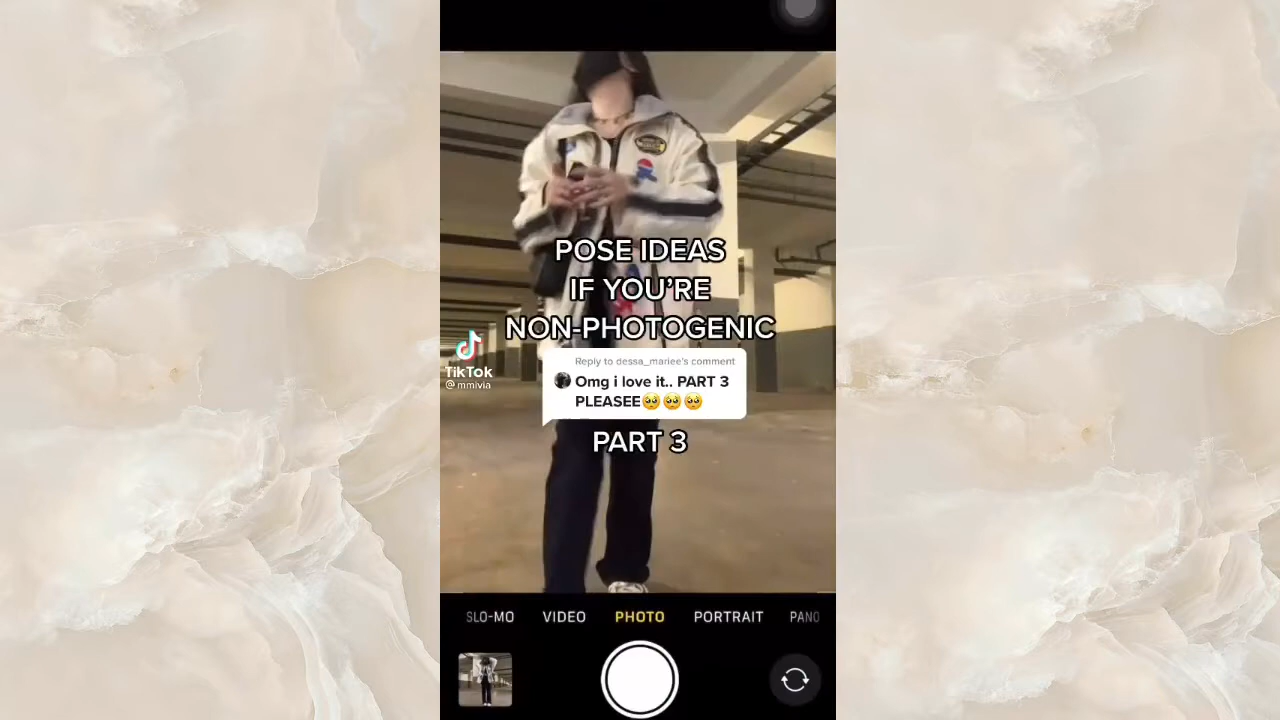 POSE IDEAS
IF YOU'RE
NON-PHOTOGENIC
Reply to dessa_mariee's comment
Omg i love it.. PART 3
PLEASEE🥺🥺🥺
TikTok
@mmivia
PART 3
SLO-MO VIDEO PHOTO PORTRAIT PANO